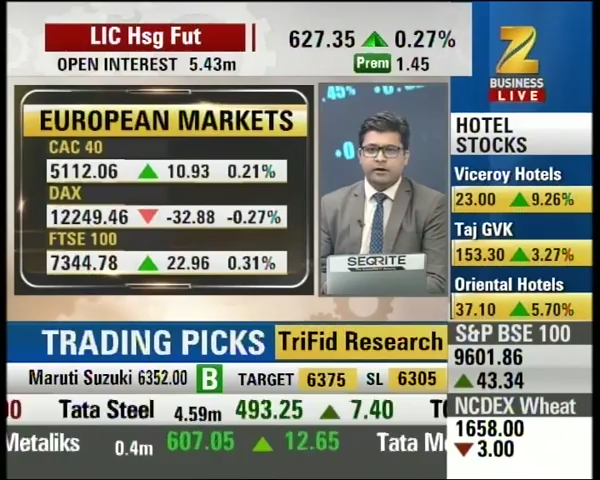 LIC Hsg Fut
627.35 0.27%
OPEN INTEREST 5.43m
Prem 1.45
Z
BUSINESS
LIVE
EUROPEAN MARKETS
CAC 40
5112.06 10.93 0.21%
DAX
12249.46 -32.88 -0.27%
FTSE 100
7344.78 22.96 0.31%
.45%
SEQRITE
HOTEL
STOCKS
Viceroy Hotels
23.00 9.26%
Taj GVK
153.30 3.27%
Oriental Hotels
37.10 5.70%
TRADING PICKS TriFid Research
Maruti Suzuki 6352.00 B TARGET 6375 SL 6305
S&P BSE 100
9601.86
43.34
NCDEX Wheat
1658.00
3.00
00 Tata Steel 4.59m 493.25 7.40
Metaliks 0.4m 607.05 12.65 Tata